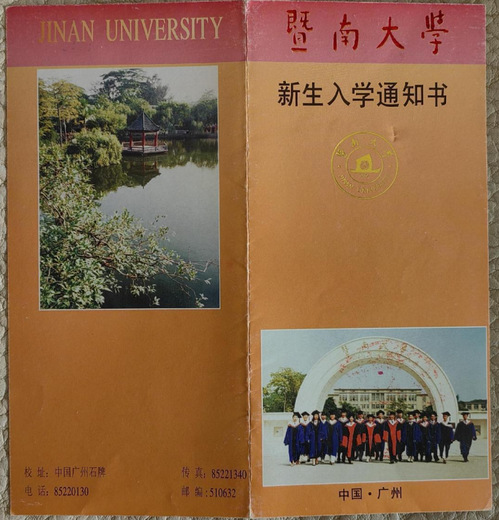 JINAN UNIVERSITY
校 址: 中国广州石牌
传 真: 85221340
电 话: 85220130
邮 编: 510632
暨南大学
新生入学通知书
中国·广州